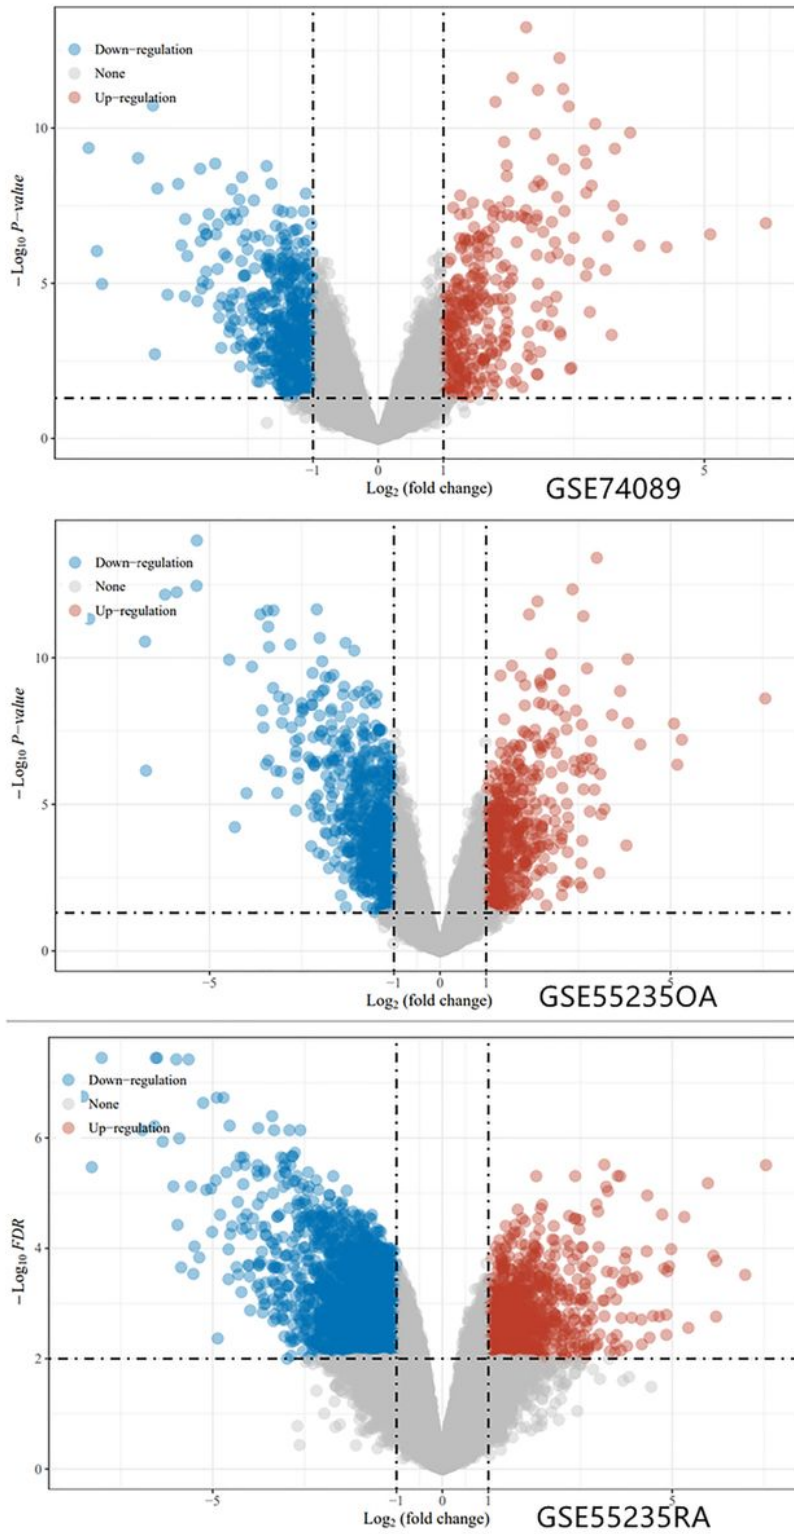 Down-regulation
None
Up-regulation
10
5
0
−Log10 P-value
-1
0
1
5
Log2 (fold change)
GSE74089
Down-regulation
None
Up-regulation
10
5
0
−Log10 P-value
-5
-1
0
1
5
Log2 (fold change)
GSE55235OA
Down-regulation
None
Up-regulation
6
4
2
0
−Log10 FDR
-5
-1
0
1
5
Log2 (fold change)
GSE55235RA